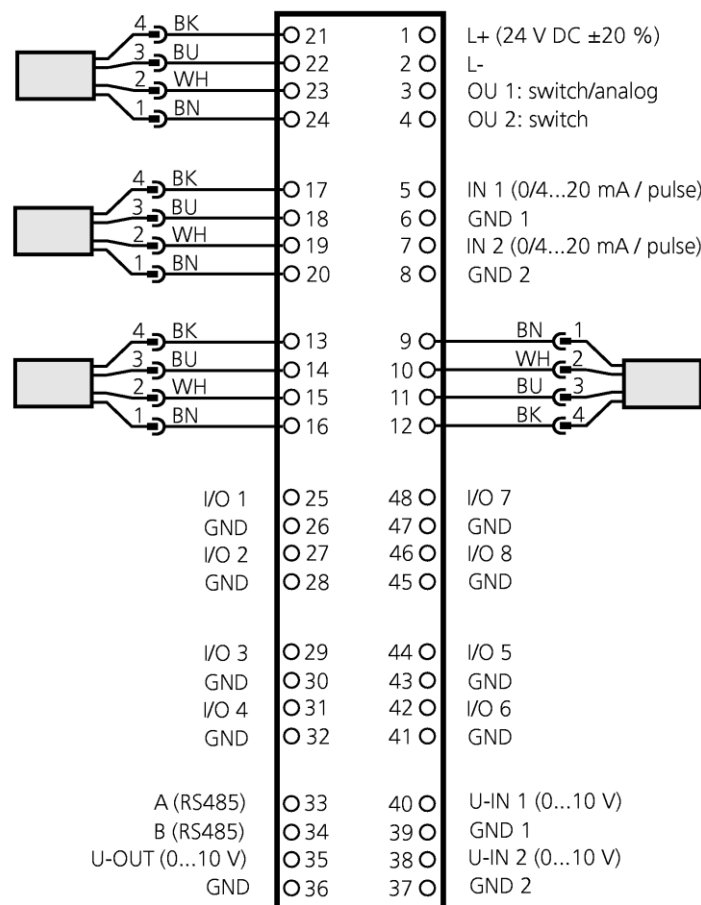 4 BK 21 1 L+ (24 V DC ±20 %)
3 BU 22 2 L-
2 WH 23 3 OU 1: switch/analog
1 BN 24 4 OU 2: switch
4 BK 17 5 IN 1 (0/4...20 mA / pulse)
3 BU 18 6 GND 1
2 WH 19 7 IN 2 (0/4...20 mA / pulse)
1 BN 20 8 GND 2
4 BK 13 9 BN 1
3 BU 14 10 WH 2
2 WH 15 11 BU 3
1 BN 16 12 BK 4
I/O 1 25 48 I/O 7
GND 26 47 GND
I/O 2 27 46 I/O 8
GND 28 45 GND
I/O 3 29 44 I/O 5
GND 30 43 GND
I/O 4 31 42 I/O 6
GND 32 41 GND
A (RS485) 33 40 U-IN 1 (0...10 V)
B (RS485) 34 39 GND 1
U-OUT (0...10 V) 35 38 U-IN 2 (0...10 V)
GND 36 37 GND 2